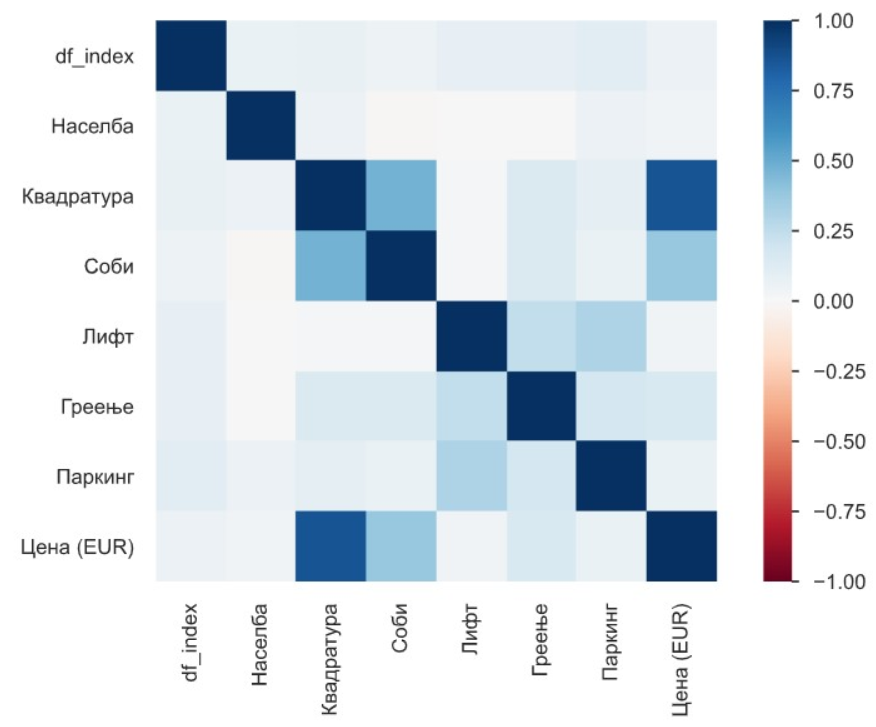 df_index
Населба
Квадратура
Соби
Лифт
Греење
Паркинг
Цена (EUR)
df_index
Населба
Квадратура
Соби
Лифт
Греење
Паркинг
Цена (EUR)
1.00
0.75
0.50
0.25
0.00
−0.25
−0.50
−0.75
−1.00